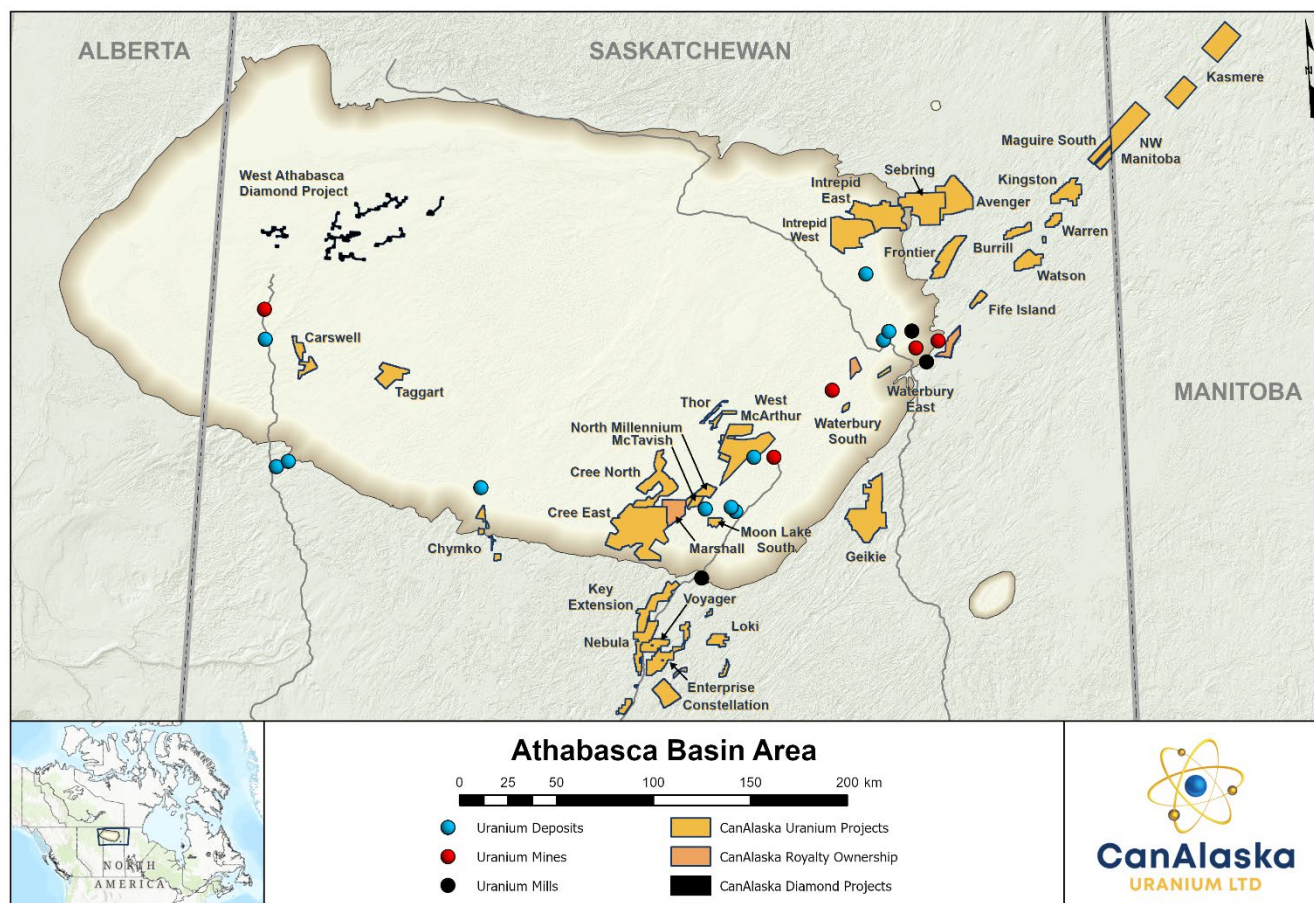 ALBERTA
SASKATCHEWAN
MANITOBA
N
Kasmere
Maguire South
NW
Manitoba
Sebring
Kingston
Intrepid
East
Avenger
Intrepid
West
Warren
Frontier
Burrill
Watson
Fife Island
West Athabasca
Diamond Project
Carswell
Taggart
Waterbury
East
Waterbury
South
Thor
West
McArthur
North Millennium
McTavish
Cree North
Cree East
Moon Lake
South
Marshall
Geikie
Chymko
Key
Extension
Voyager
Loki
Nebula
Enterprise
Constellation
NORTH
AMERICA
Athabasca Basin Area
0 25 50 100 150 200 km
Uranium Deposits
Uranium Mines
Uranium Mills
CanAlaska Uranium Projects
CanAlaska Royalty Ownership
CanAlaska Diamond Projects
CanAlaska
URANIUM LTD